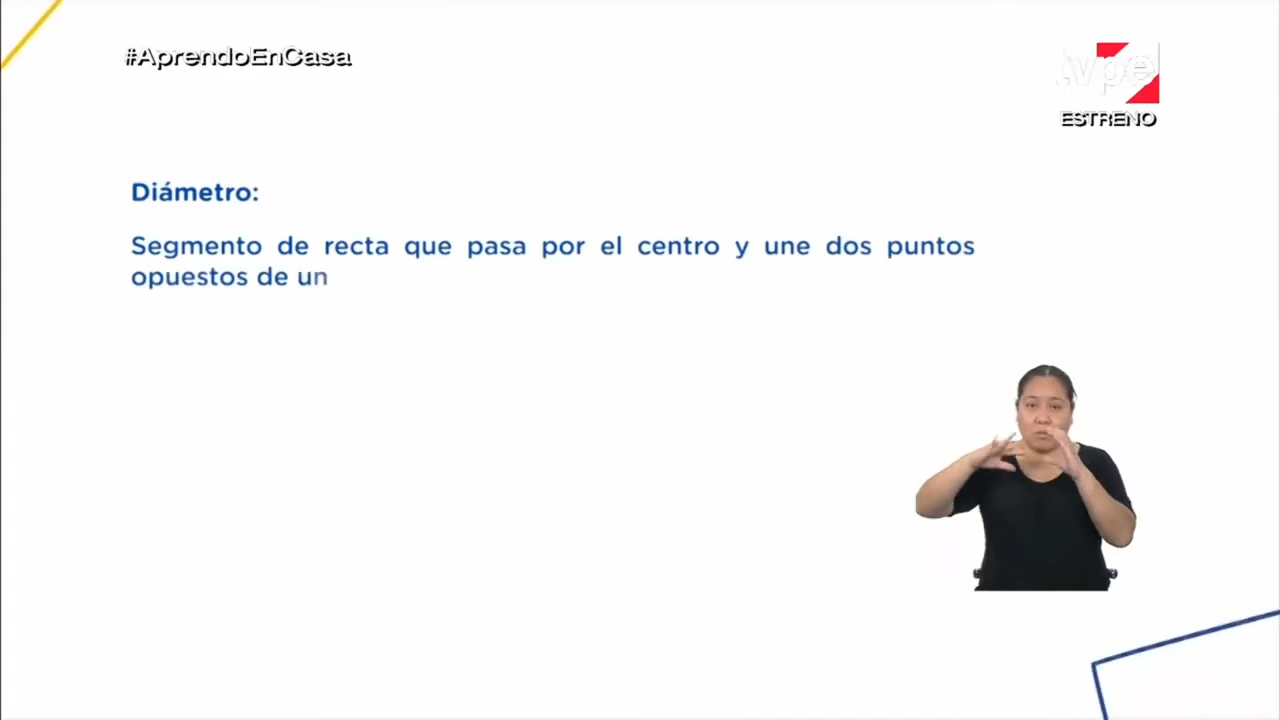 #AprendoEnCasa
tvpe
ESTRENO
Diámetro:
Segmento de recta que pasa por el centro y une dos puntos
opuestos de un